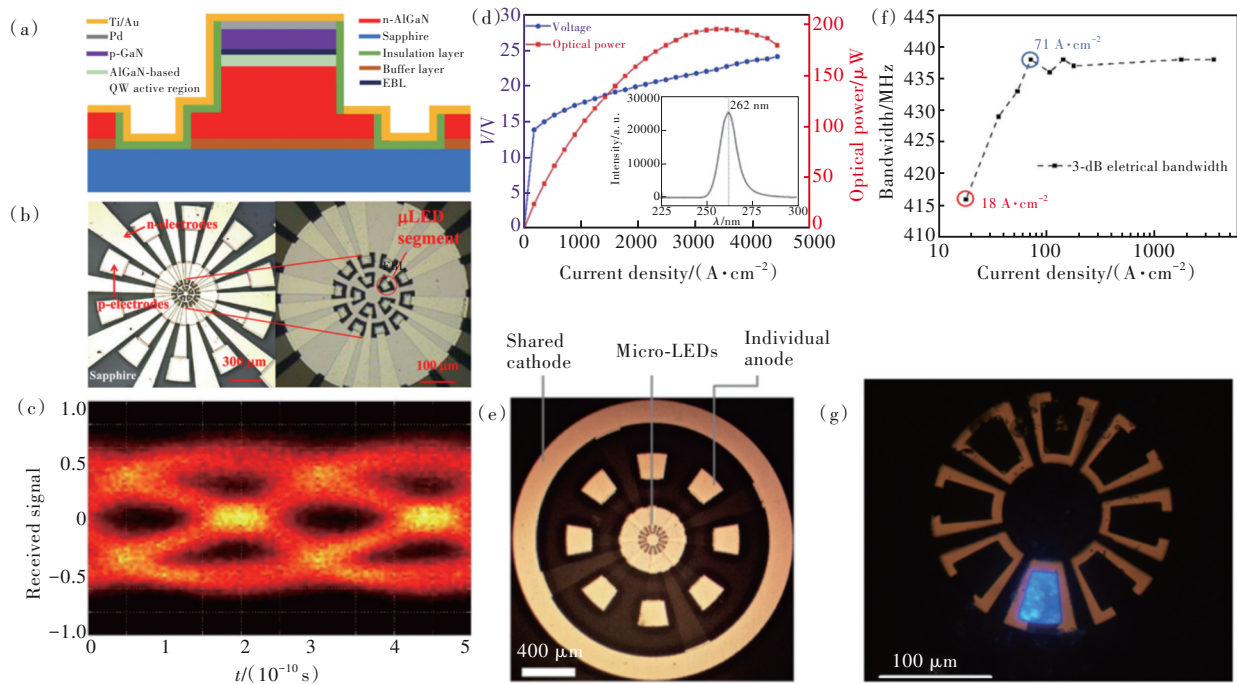 (a)
Ti/Au
Pd
p-GaN
AlGaN-based
QW active region
n-AlGaN
Sapphire
Insulation layer
Buffer layer
EBL
(b)
n-electrodes
p-electrodes
300 μm
Sapphire
μLED
segment
100 μm
(c)
1.0
0.5
0
−0.5
−1.0
Received signal
0 1 2 3 4 5
t/(10⁻¹⁰ s)
(d)
30
25
20
15
10
5
0
V/V
Voltage
Optical power
200
150
100
50
0
Optical power/μW
30000
20000
10000
0
Intensity/a. u.
262 nm
225 250 275 300
λ/nm
0 1000 2000 3000 4000 5000
Current density/(A·cm⁻²)
(e)
Shared
cathode
Micro-LEDs
Individual
anode
400 μm
(f)
440
435
430
425
420
415
410
Bandwidth/MHz
71 A·cm⁻²
3-dB eletrical bandwidth
18 A·cm⁻²
10 100 1000
Current density/(A·cm⁻²)
(g)
100 μm